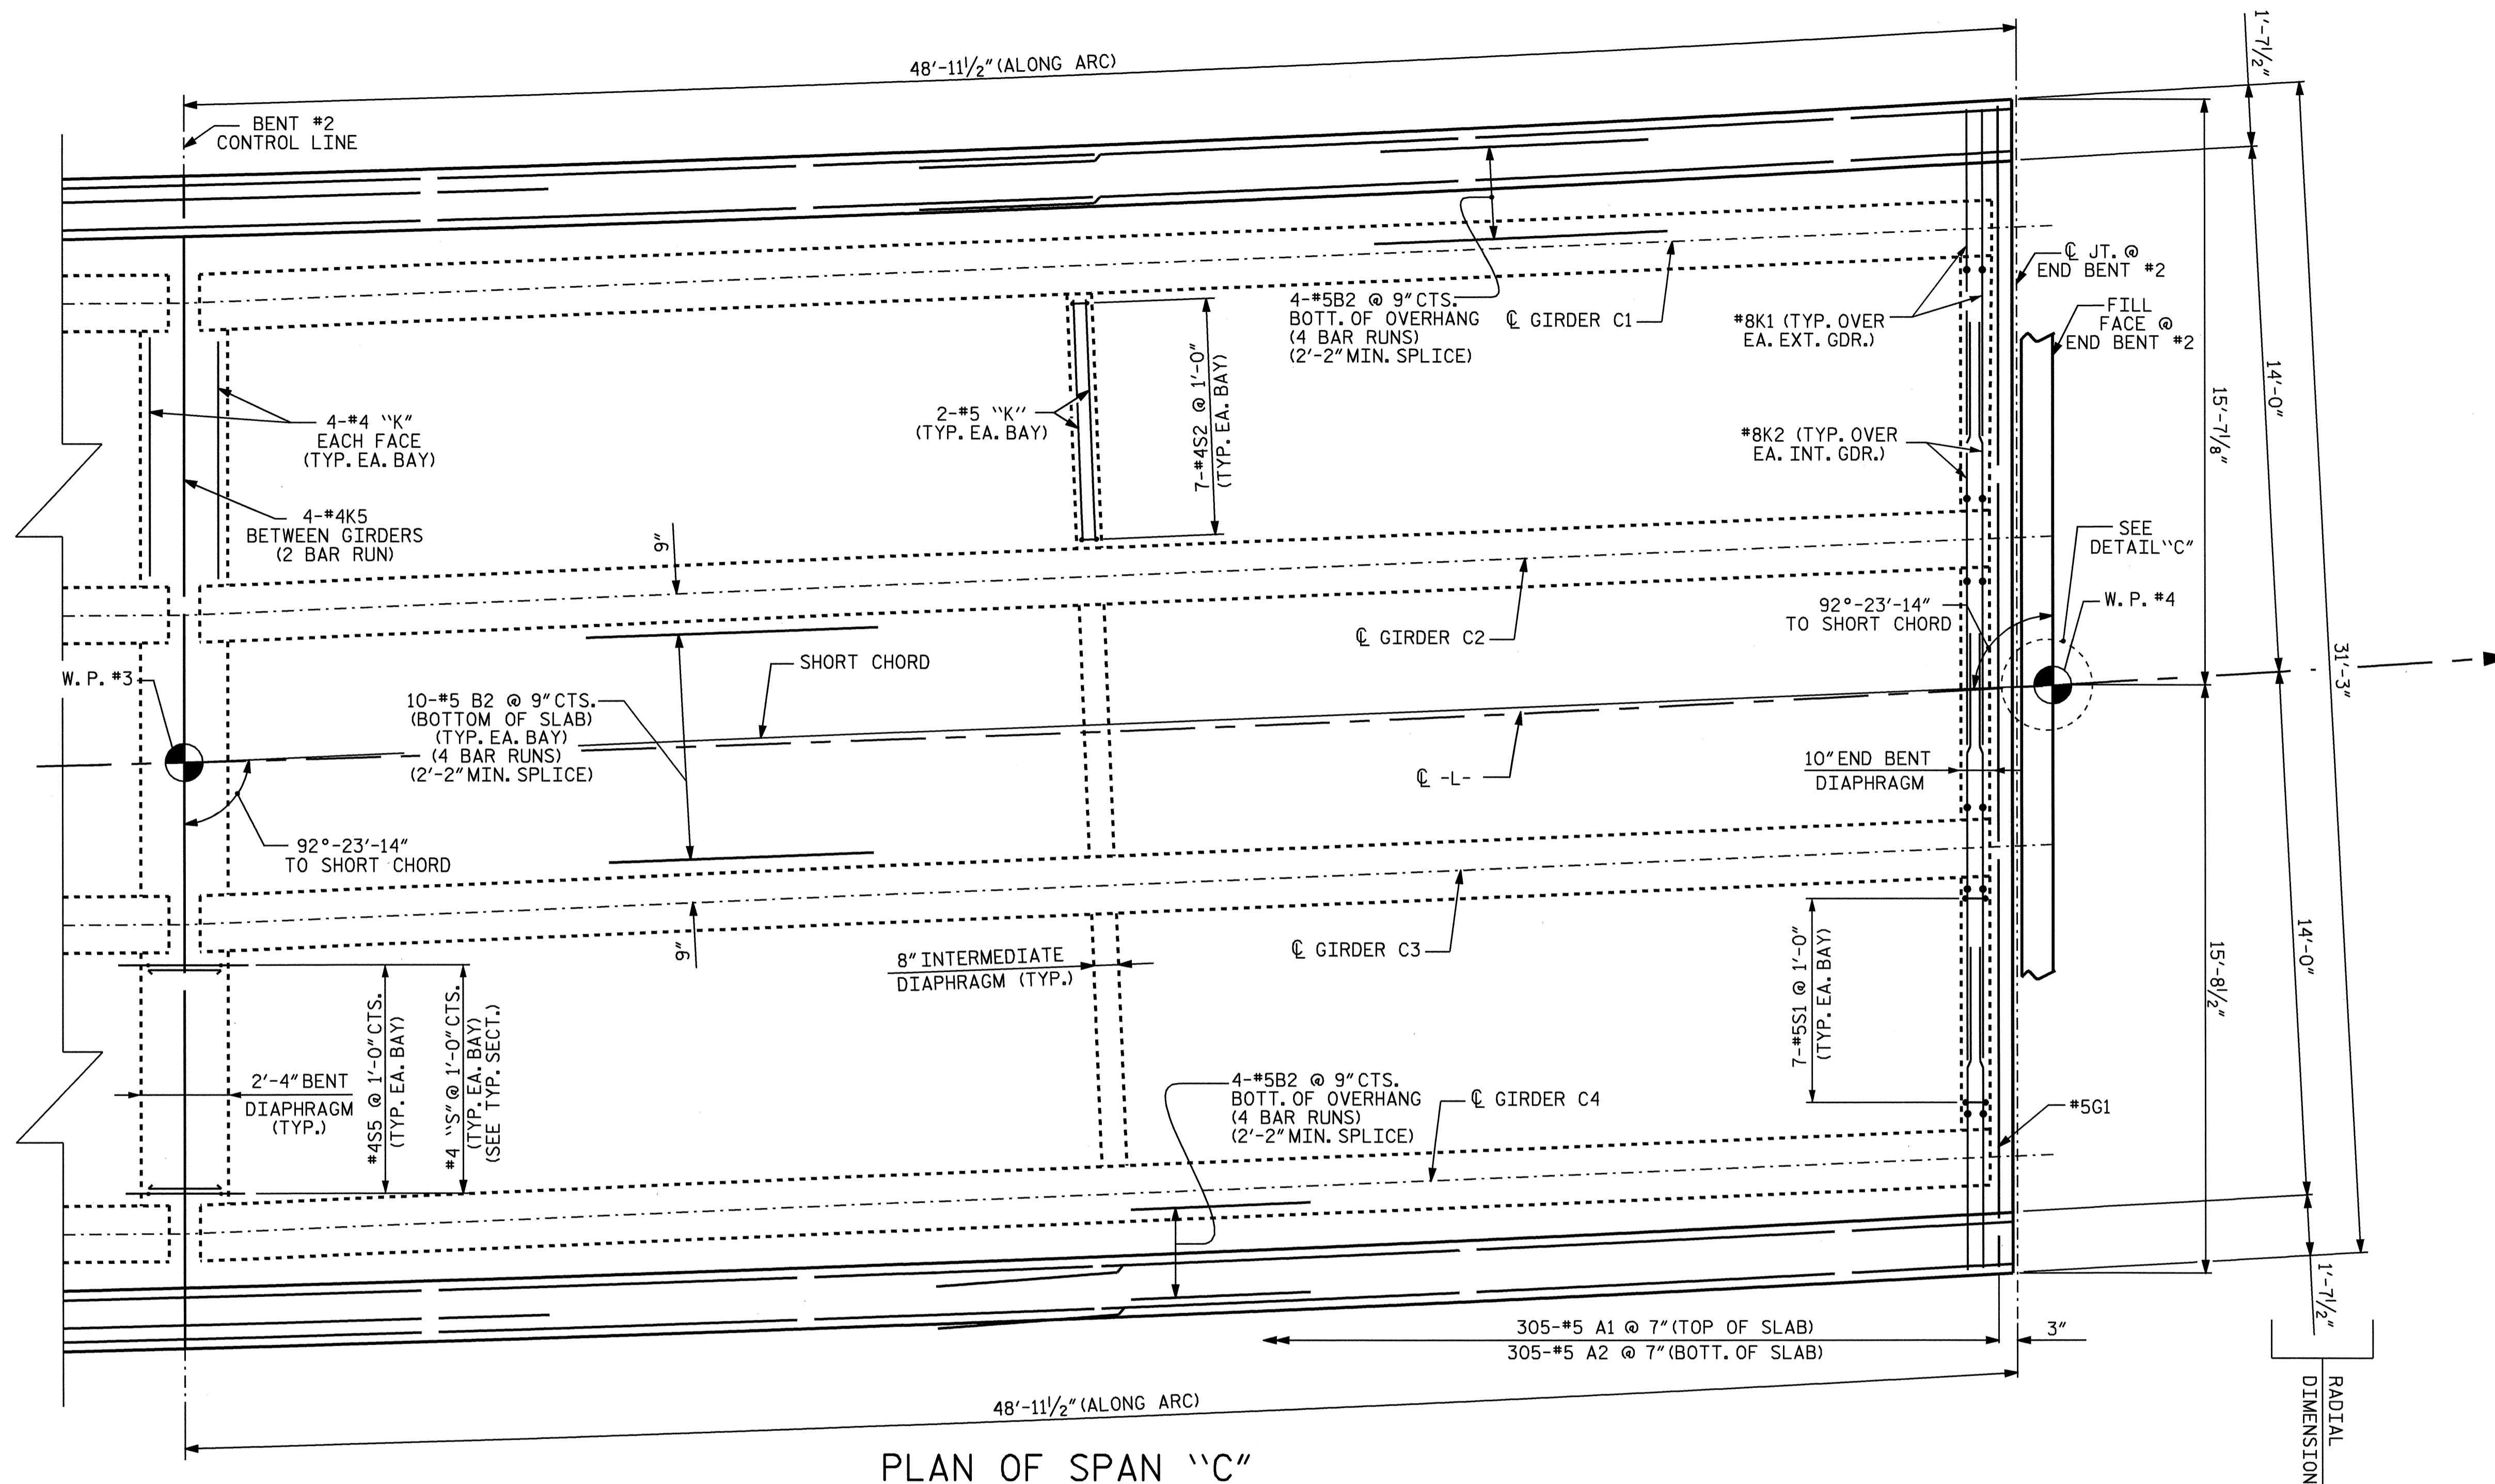 48'-11½" (ALONG ARC)
1'-7½"
BENT #2
CONTROL LINE
℄ JT. @
END BENT #2
FILL
FACE @
END BENT #2
4-#5B2 @ 9" CTS.
BOTT. OF OVERHANG
(4 BAR RUNS)
(2'-2" MIN. SPLICE)
℄ GIRDER C1
#8K1 (TYP. OVER
EA. EXT. GDR.)
14'-0"
15'-7⅛"
4-#4 "K"
EACH FACE
(TYP. EA. BAY)
2-#5 "K"
(TYP. EA. BAY)
7-#4S2 @ 1'-0"
(TYP. EA. BAY)
#8K2 (TYP. OVER
EA. INT. GDR.)
4-#4K5
BETWEEN GIRDERS
(2 BAR RUN)
9"
SEE
DETAIL "C"
W. P. #4
92°-23'-14"
TO SHORT CHORD
℄ GIRDER C2
SHORT CHORD
31'-3"
W. P. #3
10-#5 B2 @ 9" CTS.
(BOTTOM OF SLAB)
(TYP. EA. BAY)
(4 BAR RUNS)
(2'-2" MIN. SPLICE)
℄ -L-
10" END BENT
DIAPHRAGM
92°-23'-14"
TO SHORT CHORD
9"
8" INTERMEDIATE
DIAPHRAGM (TYP.)
℄ GIRDER C3
7-#5S1 @ 1'-0"
(TYP. EA. BAY)
15'-8½"
14'-0"
#4S5 @ 1'-0" CTS.
(TYP. EA. BAY)
#4 "S" @ 1'-0" CTS.
(TYP. EA. BAY)
(SEE TYP. SECT.)
2'-4" BENT
DIAPHRAGM
(TYP.)
4-#5B2 @ 9" CTS.
BOTT. OF OVERHANG
(4 BAR RUNS)
(2'-2" MIN. SPLICE)
℄ GIRDER C4
#5G1
1'-7½"
305-#5 A1 @ 7" (TOP OF SLAB)
305-#5 A2 @ 7" (BOTT. OF SLAB)
3"
48'-11½" (ALONG ARC)
RADIAL
DIMENSION
PLAN OF SPAN "C"